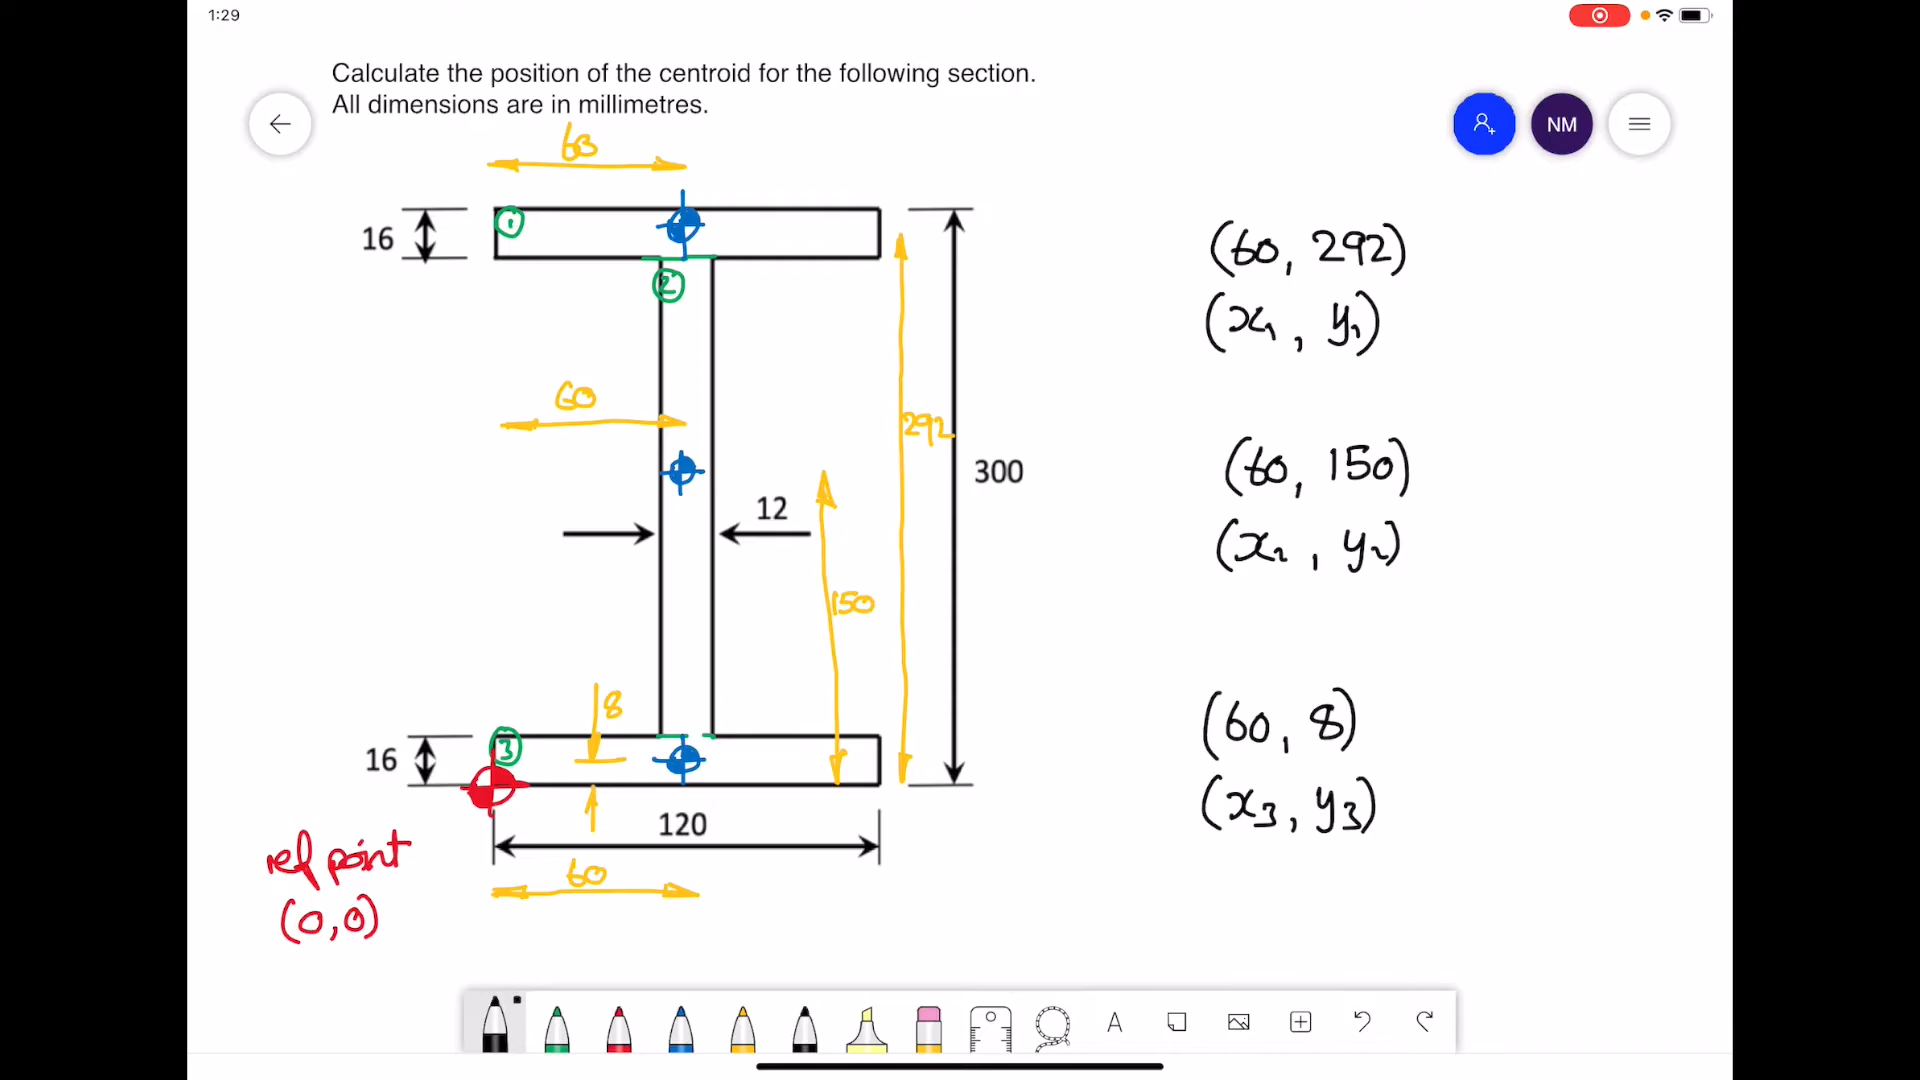 1:29
Calculate the position of the centroid for the following section.
All dimensions are in millimetres.
NM
60
16
1
2
(60, 292)
(x1, y1)
60
292
300
(60, 150)
(x2, y2)
12
150
8
16
3
(60, 8)
(x3, y3)
120
ref point
60
(0,0)
A